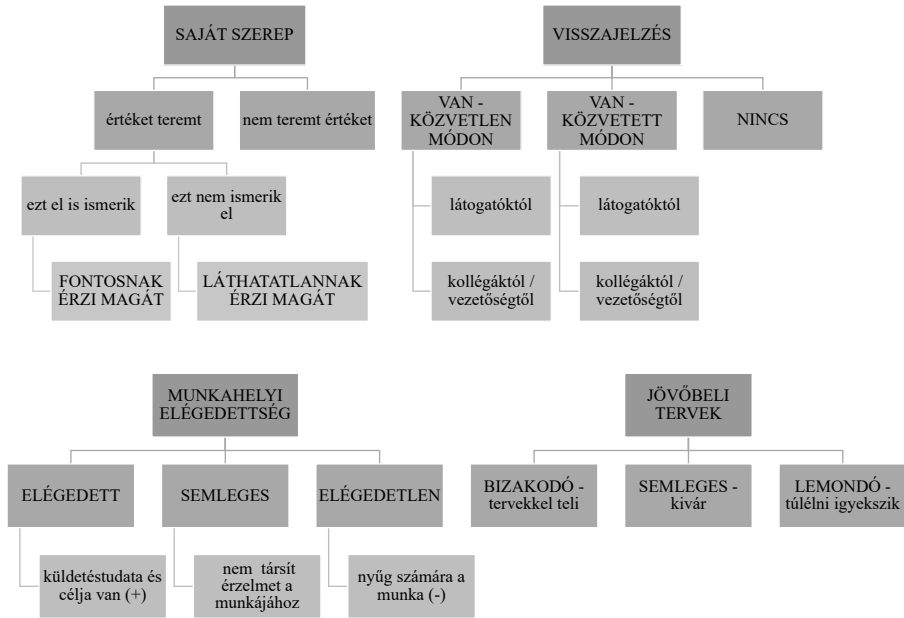 SAJÁT SZEREP
értéket teremt
nem teremt értéket
ezt el is ismerik
ezt nem ismerik
el
FONTOSNAK
ÉRZI MAGÁT
LÁTHATATLANNAK
ÉRZI MAGÁT
VISSZAJELZÉS
VAN -
KÖZVETLEN
MÓDON
VAN -
KÖZVETETT
MÓDON
NINCS
látogatóktól
látogatóktól
kollégáktól /
vezetőségtől
kollégáktól /
vezetőségtől
MUNKAHELYI
ELÉGEDETTSÉG
ELÉGEDETT
SEMLEGES
ELÉGEDETLEN
küldetéstudata és
célja van (+)
nem társít
érzelmet a
munkájához
nyűg számára a
munka (-)
JÖVŐBELI
TERVEK
BIZAKODÓ -
tervekkel teli
SEMLEGES -
kivár
LEMONDÓ -
túlélni igyekszik